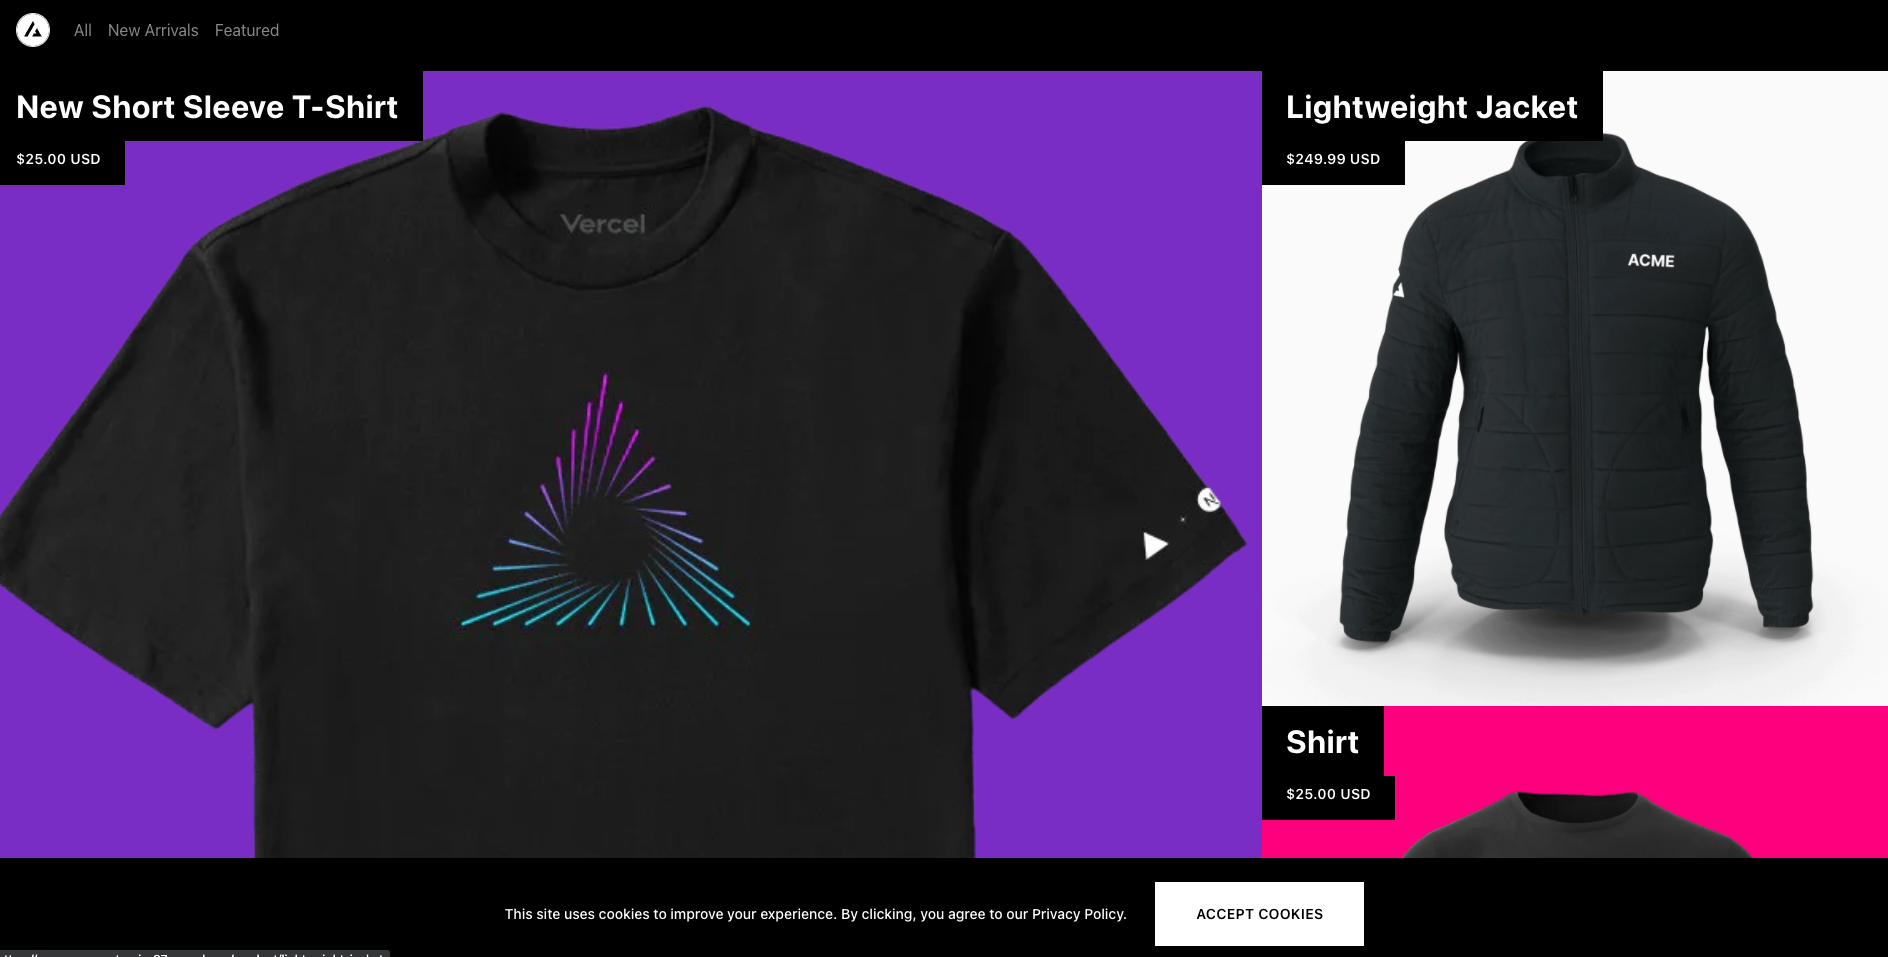 All New Arrivals Featured
New Short Sleeve T-Shirt
$25.00 USD
Vercel
N
Lightweight Jacket
$249.99 USD
ACME
Shirt
$25.00 USD
This site uses cookies to improve your experience. By clicking, you agree to our Privacy Policy.
ACCEPT COOKIES